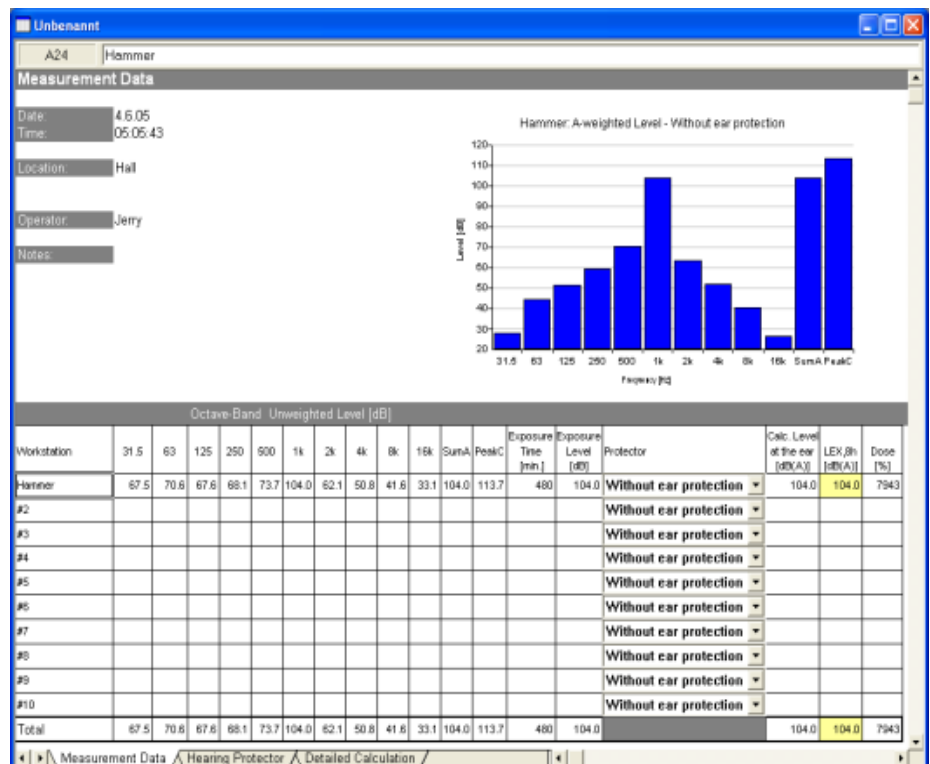 Unbenannt
A24 Hammer
Measurement Data
Date: 4.6.05
Time: 05:05:43
Location: Hall
Operator: Jerry
Notes:
Hammer: A-weighted Level - Without ear protection
Level [dB]
120
110
100
90
80
70
60
50
40
30
20
31.5 63 125 250 500 1k 2k 4k 8k 16k SumA PeakC
Frequency [Hz]
Octave-Band Unweighted Level [dB]
Workstation 31.5 63 125 250 500 1k 2k 4k 8k 16k SumA PeakC Exposure Time [min.] Exposure Level [dB] Protector Calc. Level at the ear [dB(A)] LEX,8h [dB(A)] Dose [%]
Hammer 67.5 70.6 67.6 68.1 73.7 104.0 62.1 50.8 41.6 33.1 104.0 113.7 480 104.0 Without ear protection 104.0 104.0 7943
#2 Without ear protection
#3 Without ear protection
#4 Without ear protection
#5 Without ear protection
#6 Without ear protection
#7 Without ear protection
#8 Without ear protection
#9 Without ear protection
#10 Without ear protection
Total 67.5 70.6 67.6 68.1 73.7 104.0 62.1 50.8 41.6 33.1 104.0 113.7 480 104.0 104.0 104.0 7943
Measurement Data Hearing Protector Detailed Calculation